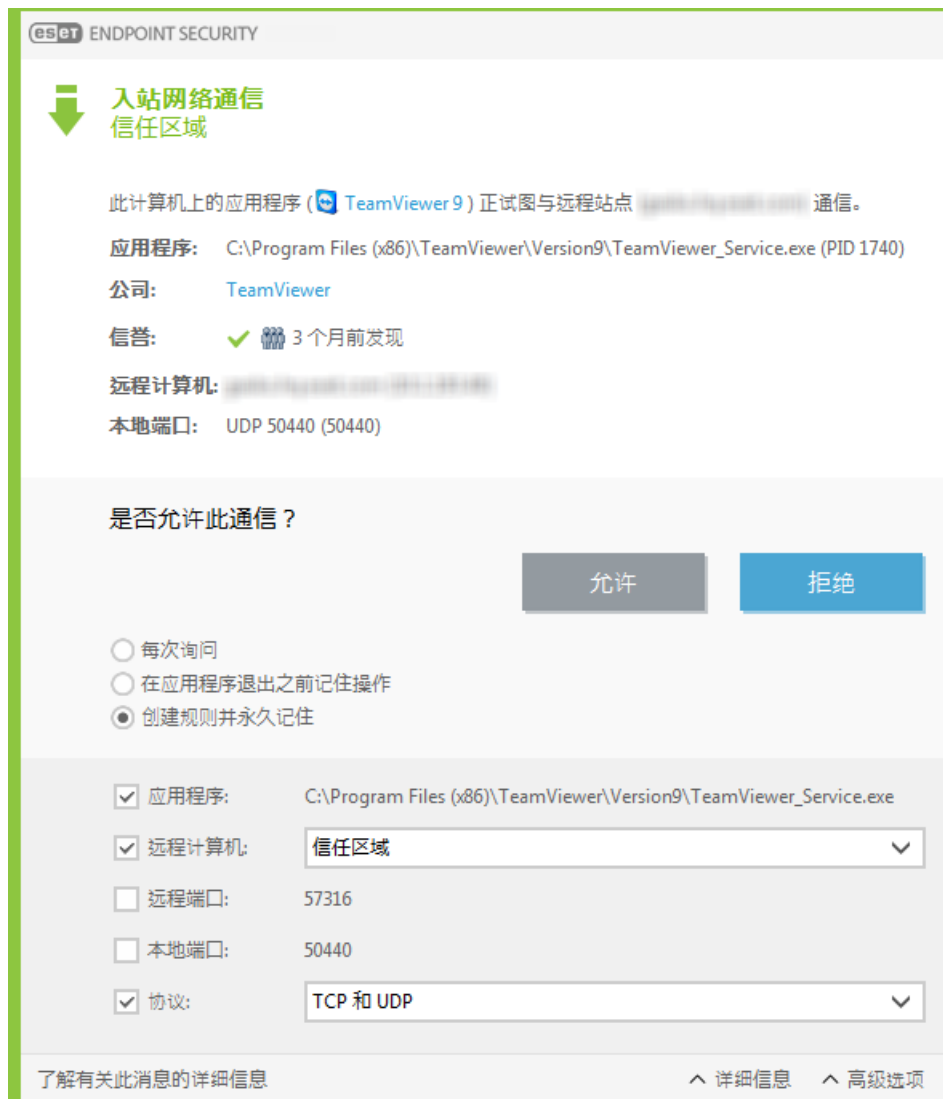 eset ENDPOINT SECURITY
入站网络通信
信任区域
此计算机上的应用程序 ( TeamViewer 9 ) 正试图与远程站点 通信。
应用程序: C:\Program Files (x86)\TeamViewer\Version9\TeamViewer_Service.exe (PID 1740)
公司: TeamViewer
信誉: 3 个月前发现
远程计算机:
本地端口: UDP 50440 (50440)
是否允许此通信？
允许 拒绝
每次询问
在应用程序退出之前记住操作
创建规则并永久记住
应用程序: C:\Program Files (x86)\TeamViewer\Version9\TeamViewer_Service.exe
远程计算机: 信任区域
远程端口: 57316
本地端口: 50440
协议: TCP 和 UDP
了解有关此消息的详细信息 详细信息 高级选项